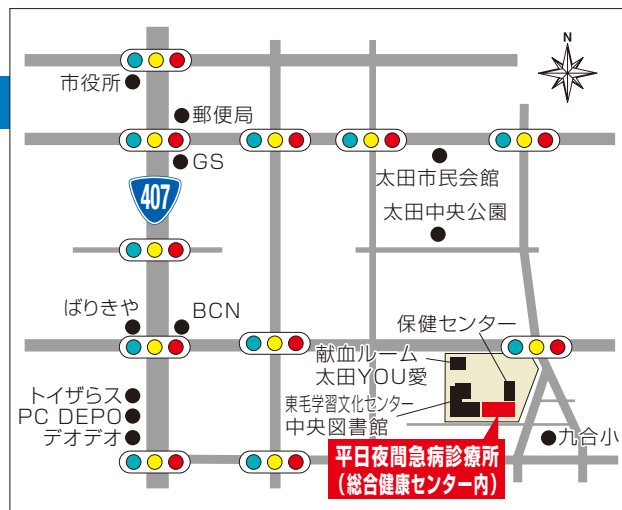 N
市役所
郵便局
GS
407
太田市民会館
太田中央公園
ばりきや
BCN
保健センター
献血ルーム
太田YOU愛
東毛学習文化センター
中央図書館
トイザらス
PC DEPO
デオデオ
九合小
平日夜間急病診療所
(総合健康センター内)